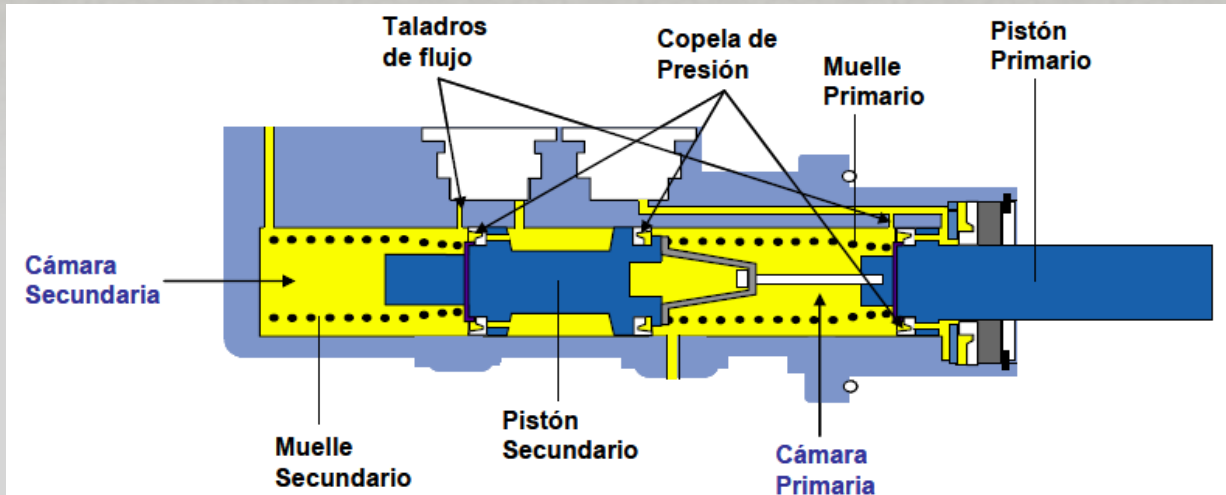 Taladros
de flujo
Copela de
Presión
Muelle
Primario
Pistón
Primario
Cámara
Secundaria
Muelle
Secundario
Pistón
Secundario
Cámara
Primaria